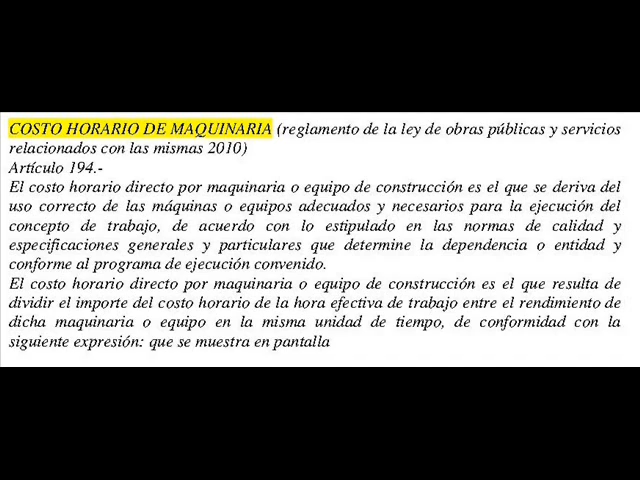 COSTO HORARIO DE MAQUINARIA (reglamento de la ley de obras públicas y servicios
relacionados con las mismas 2010)
Artículo 194.-
El costo horario directo por maquinaria o equipo de construcción es el que se deriva del
uso correcto de las máquinas o equipos adecuados y necesarios para la ejecución del
concepto de trabajo, de acuerdo con lo estipulado en las normas de calidad y
especificaciones generales y particulares que determine la dependencia o entidad y
conforme al programa de ejecución convenido.
El costo horario directo por maquinaria o equipo de construcción es el que resulta de
dividir el importe del costo horario de la hora efectiva de trabajo entre el rendimiento de
dicha maquinaria o equipo en la misma unidad de tiempo, de conformidad con la
siguiente expresión: que se muestra en pantalla